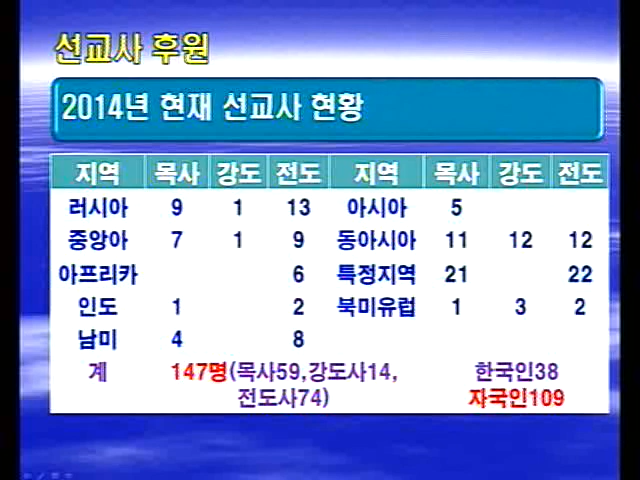 선교사 후원
2014년 현재 선교사 현황
지역 목사 강도 전도 지역 목사 강도 전도
러시아 9 1 13 아시아 5
중앙아 7 1 9 동아시아 11 12 12
아프리카 6 특정지역 21 22
인도 1 2 북미유럽 1 3 2
남미 4 8
계 147명(목사59,강도사14, 한국인38
전도사74) 자국인109